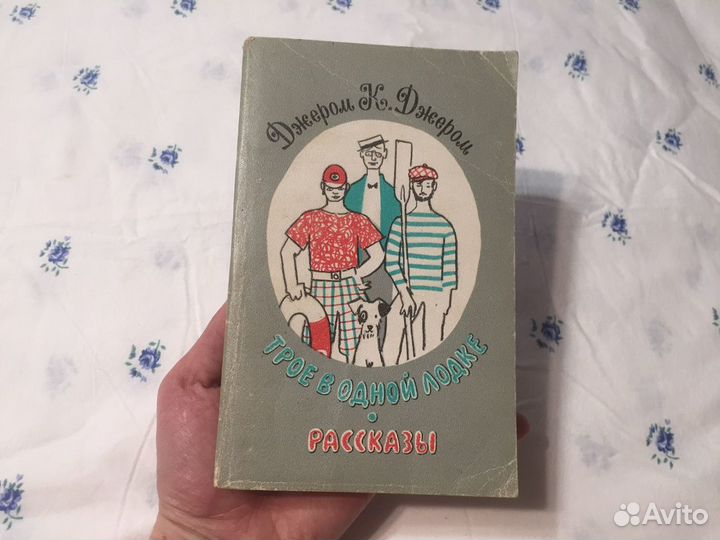 Джером К. Джером
ТРОЕ В ОДНОЙ ЛОДКЕ
•
РАССКАЗЫ
Avito